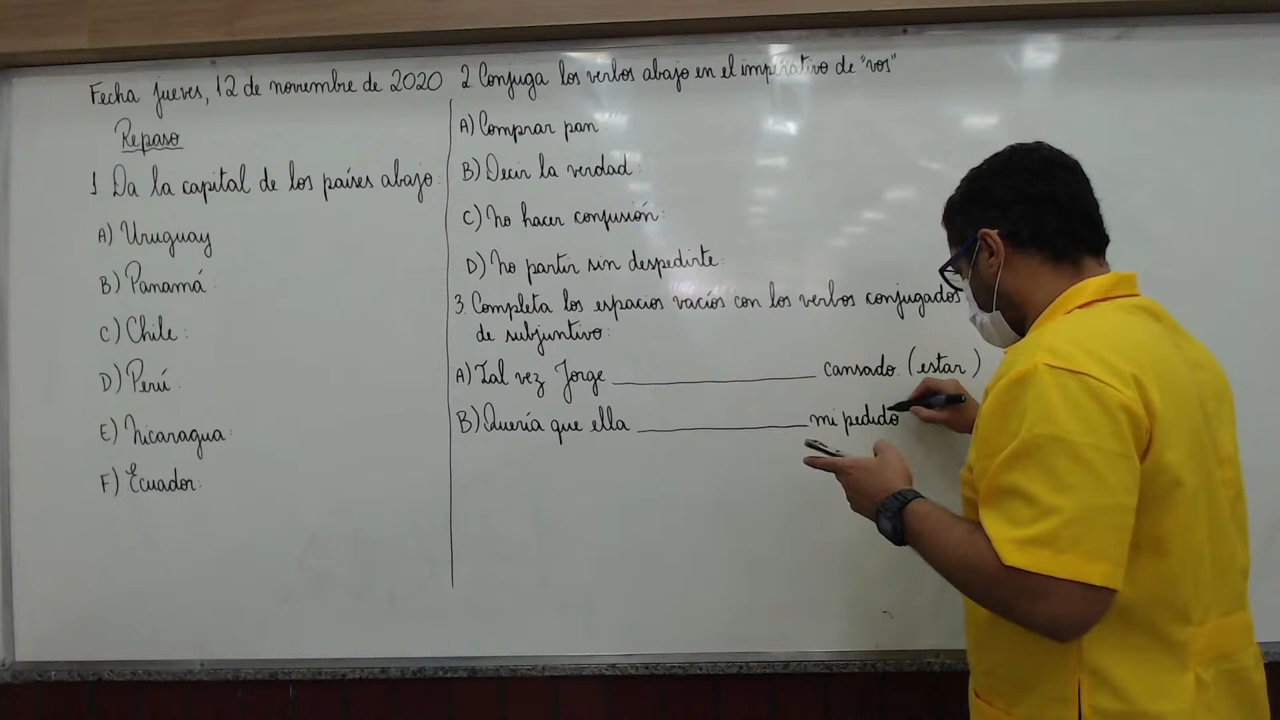 Fecha jueves, 12 de novembre de 2020
Repaso
1 Da la capital de los países abajo:
A) Uruguay
B) Panamá:
C) Chile:
D) Perú:
E) Nicaragua:
F) Ecuador:
2 Conjuga los verbos abajo en el imperativo de "vos"
A) Comprar pan
B) Decir la verdad:
C) No hacer confusión:
D) No partir sin despedirte:
3. Completa los espacios vacíos con los verbos conjugados
de subjuntivo:
A) Tal vez Jorge ____________ cansado. (estar)
B) Quería que ella __________ mi pedido